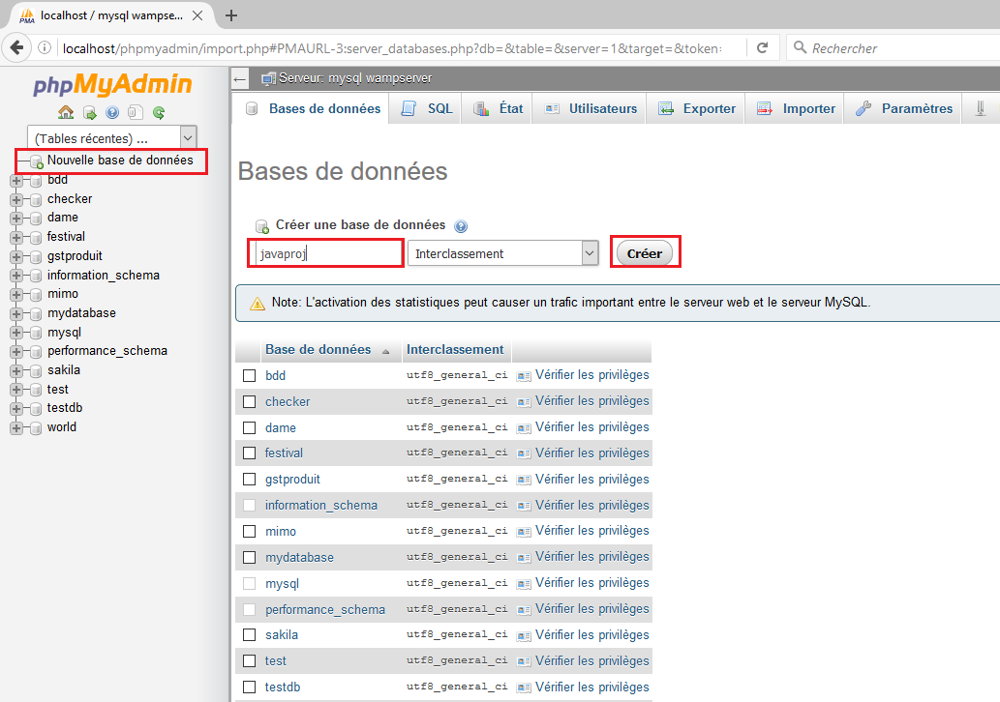 localhost / mysql wampse...
localhost/phpmyadmin/import.php#PMAURL-3:server_databases.php?db=&table=&server=1&target=&token=
Rechercher
phpMyAdmin
(Tables récentes) ...
Nouvelle base de données
bdd
checker
dame
festival
gstproduit
information_schema
mimo
mydatabase
mysql
performance_schema
sakila
test
testdb
world
Serveur: mysql wampserver
Bases de données SQL État Utilisateurs Exporter Importer Paramètres
Bases de données
Créer une base de données
javaproj Interclassement Créer
Note: L'activation des statistiques peut causer un trafic important entre le serveur web et le serveur MySQL.
Base de données Interclassement
bdd utf8_general_ci Vérifier les privilèges
checker utf8_general_ci Vérifier les privilèges
dame utf8_general_ci Vérifier les privilèges
festival utf8_general_ci Vérifier les privilèges
gstproduit utf8_general_ci Vérifier les privilèges
information_schema utf8_general_ci Vérifier les privilèges
mimo utf8_general_ci Vérifier les privilèges
mydatabase utf8_general_ci Vérifier les privilèges
mysql utf8_general_ci Vérifier les privilèges
performance_schema utf8_general_ci Vérifier les privilèges
sakila utf8_general_ci Vérifier les privilèges
test utf8_general_ci Vérifier les privilèges
testdb utf8_general_ci Vérifier les privilèges